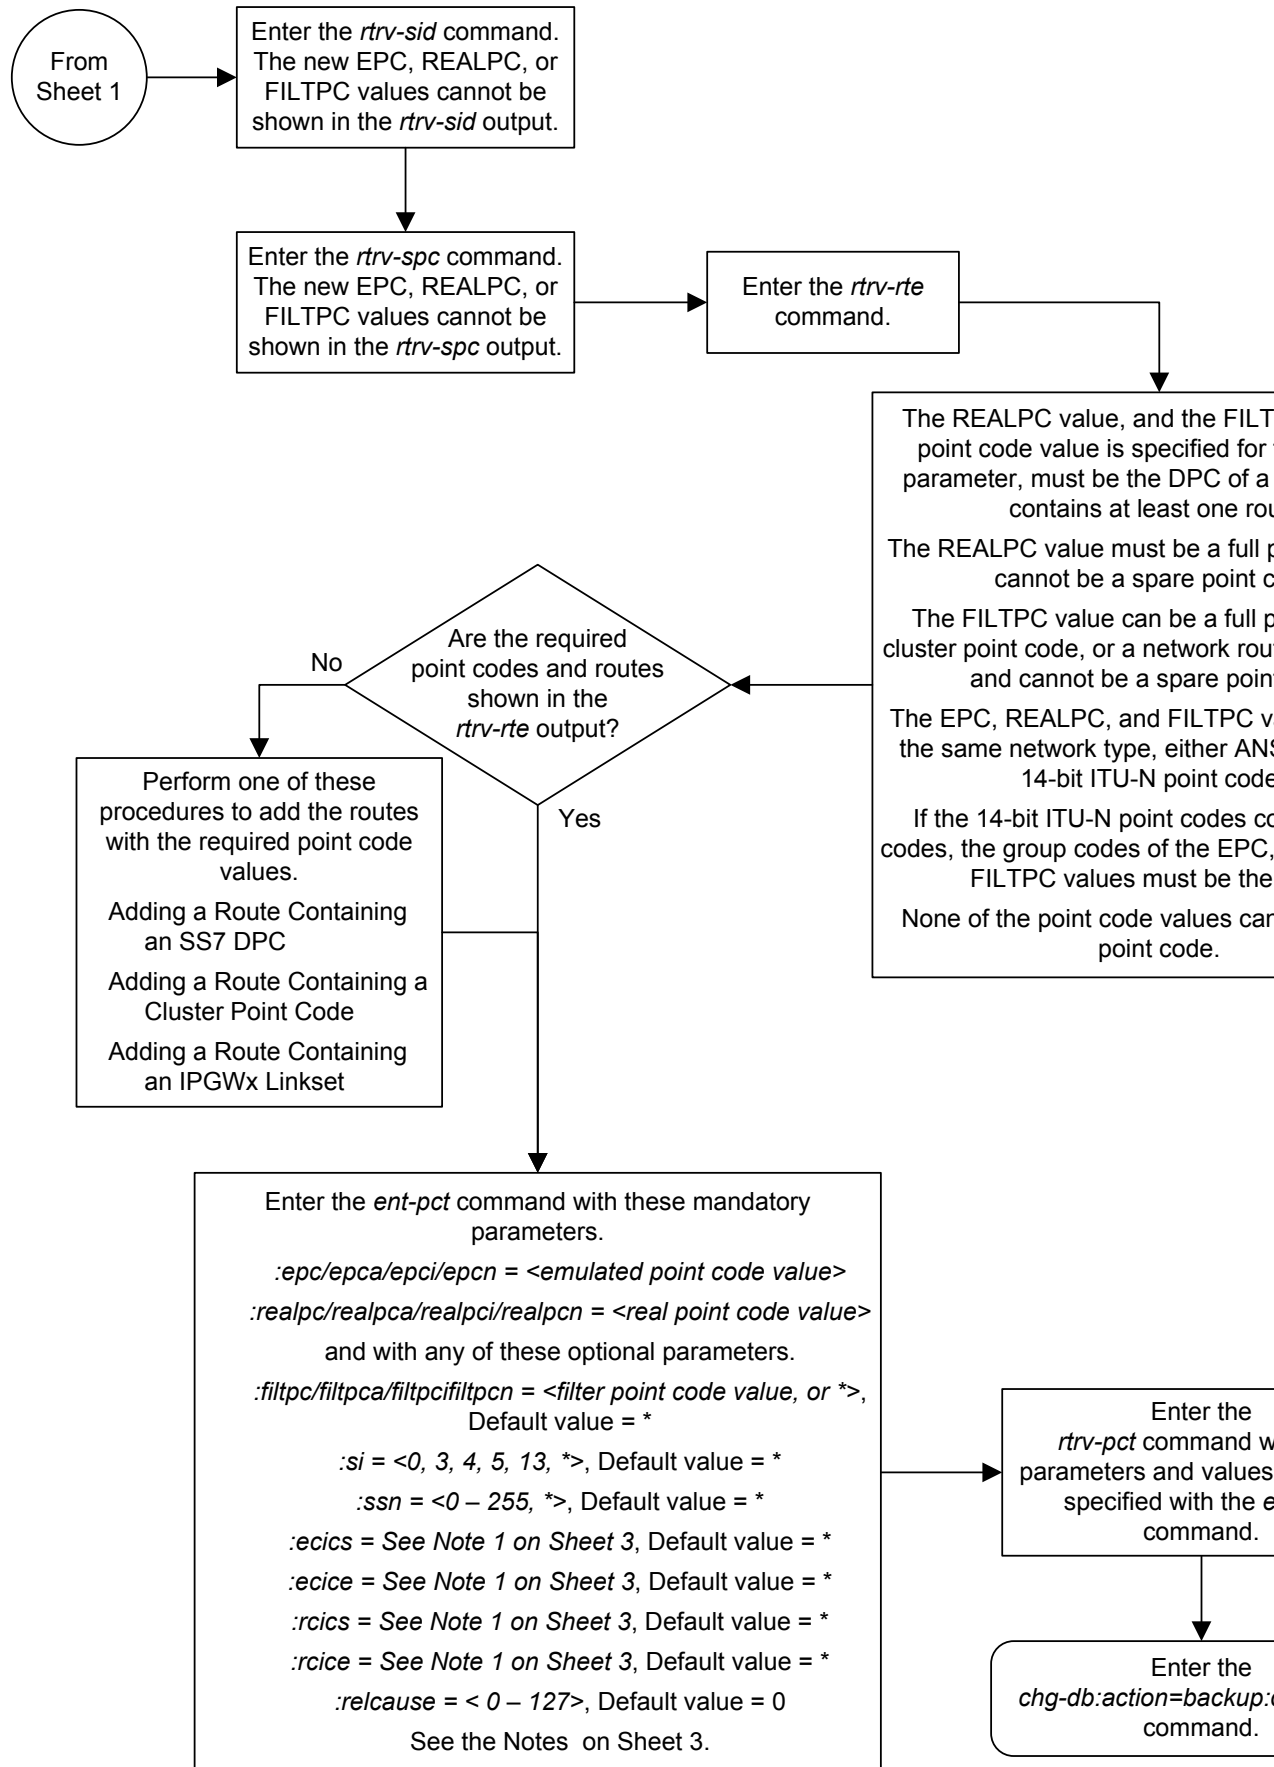 From
Sheet 1
Enter the rtrv-sid command.
The new EPC, REALPC, or
FILTPC values cannot be
shown in the rtrv-sid output.
Enter the rtrv-spc command.
The new EPC, REALPC, or
FILTPC values cannot be
shown in the rtrv-spc output.
Enter the rtrv-rte
command.
The REALPC value, and the FILT
point code value is specified for
parameter, must be the DPC of a
contains at least one rou
The REALPC value must be a full p
cannot be a spare point c
The FILTPC value can be a full p
cluster point code, or a network rou
and cannot be a spare poin
The EPC, REALPC, and FILTPC va
the same network type, either ANS
14-bit ITU-N point code
If the 14-bit ITU-N point codes co
codes, the group codes of the EPC,
FILTPC values must be the
None of the point code values can
point code.
Are the required
point codes and routes
shown in the
rtrv-rte output?
No
Yes
Perform one of these
procedures to add the routes
with the required point code
values.
Adding a Route Containing
an SS7 DPC
Adding a Route Containing a
Cluster Point Code
Adding a Route Containing
an IPGWx Linkset
Enter the ent-pct command with these mandatory
parameters.
:epc/epca/epci/epcn = <emulated point code value>
:realpc/realpca/realpci/realpcn = <real point code value>
and with any of these optional parameters.
:filtpc/filtpca/filtpcifiltpcn = <filter point code value, or *>,
Default value = *
:si = <0, 3, 4, 5, 13, *>, Default value = *
:ssn = <0 – 255, *>, Default value = *
:ecics = See Note 1 on Sheet 3, Default value = *
:ecice = See Note 1 on Sheet 3, Default value = *
:rcics = See Note 1 on Sheet 3, Default value = *
:rcice = See Note 1 on Sheet 3, Default value = *
:relcause = < 0 – 127>, Default value = 0
See the Notes  on Sheet 3.
Enter the
rtrv-pct command w
parameters and values
specified with the e
command.
Enter the
chg-db:action=backup:
command.